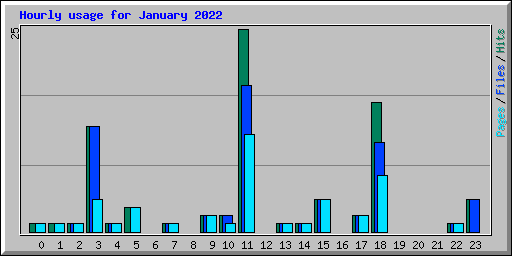 Hourly usage for January 2022
25
Pages/Files/Hits
0 1 2 3 4 5 6 7 8 9 10 11 12 13 14 15 16 17 18 19 20 21 22 23